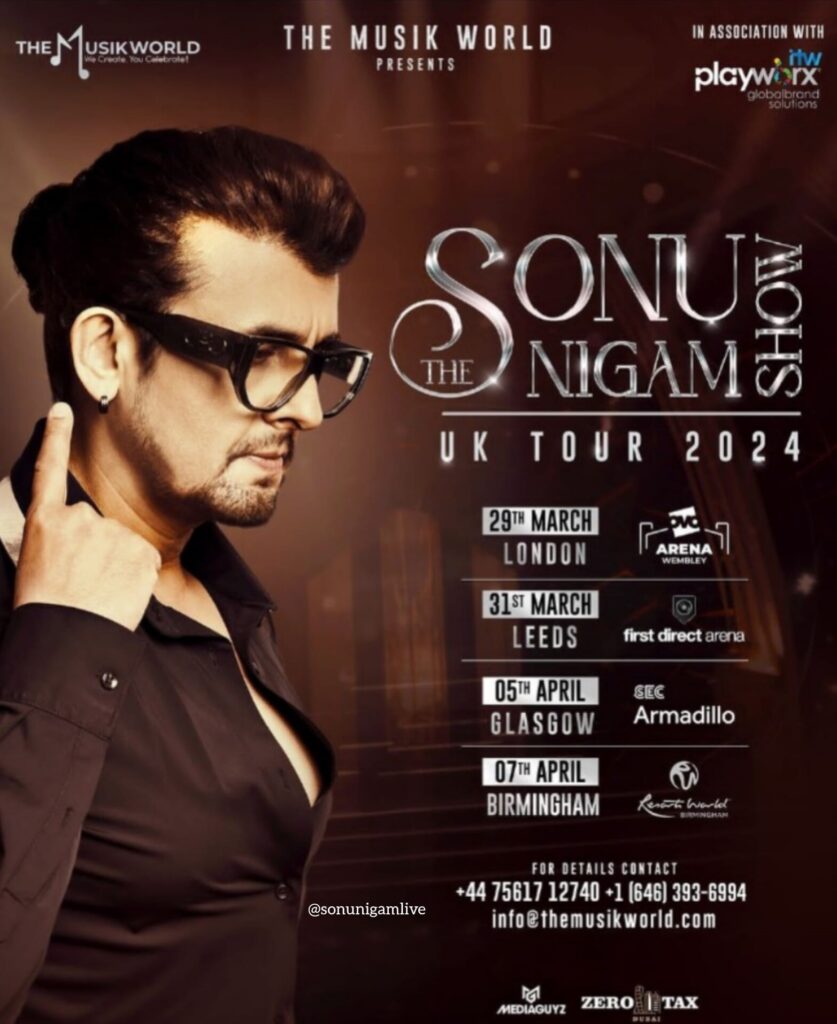 THE MUSIKWORLD
We Create. You Celebrate!
THE MUSIK WORLD
PRESENTS
IN ASSOCIATION WITH
itw
playworx
globalbrand
solutions
THE SONU NIGAM SHOW
UK TOUR 2024
29TH MARCH
LONDON
OVO
ARENA
WEMBLEY
31ST MARCH
LEEDS
first direct arena
05TH APRIL
GLASGOW
SEC
Armadillo
07TH APRIL
BIRMINGHAM
Resorts World
BIRMINGHAM
FOR DETAILS CONTACT
+44 75617 12740 +1 (646) 393-6994
info@themusikworld.com
@sonunigamlive
MEDIAGUYZ
ZERO TAX
DUBAI